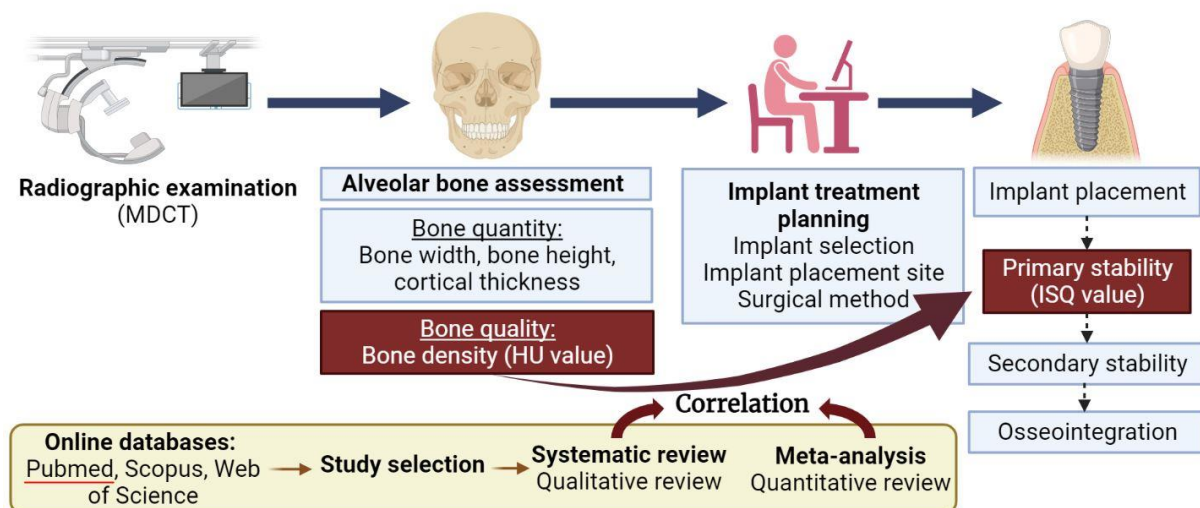 Radiographic examination
(MDCT)
Alveolar bone assessment
Bone quantity:
Bone width, bone height,
cortical thickness
Bone quality:
Bone density (HU value)
Implant treatment
planning
Implant selection
Implant placement site
Surgical method
Implant placement
Primary stability
(ISQ value)
Secondary stability
Osseointegration
Correlation
Online databases:
Pubmed, Scopus, Web
of Science
Study selection
Systematic review
Qualitative review
Meta-analysis
Quantitative review